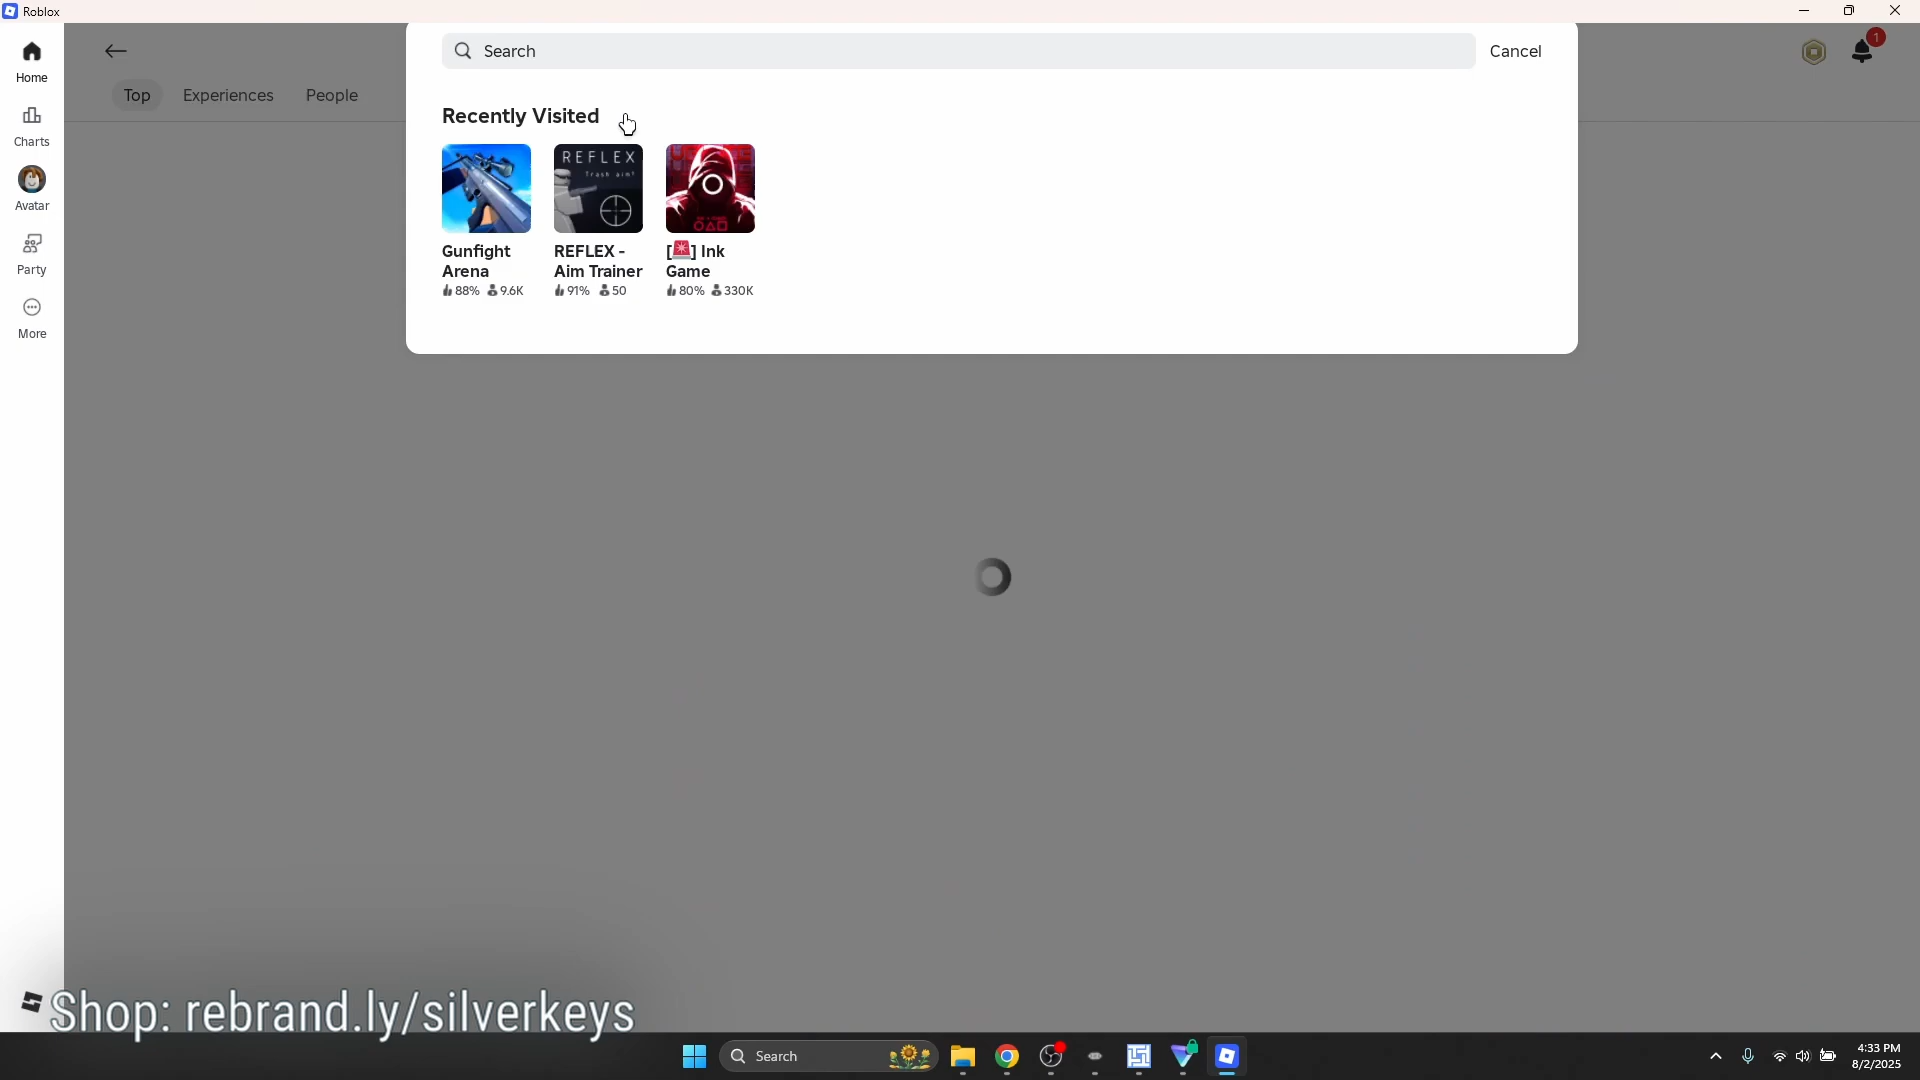 Roblox
Search
Cancel
1
Home
Top
Experiences
People
Charts
Recently Visited
REFLEX
Trash aim!
Avatar
Gunfight
Arena
REFLEX -
Aim Trainer
[🚨] Ink
Game
88% 9.6K
91% 50
80% 330K
Party
More
Shop: rebrand.ly/silverkeys
Search
4:33 PM
8/2/2025